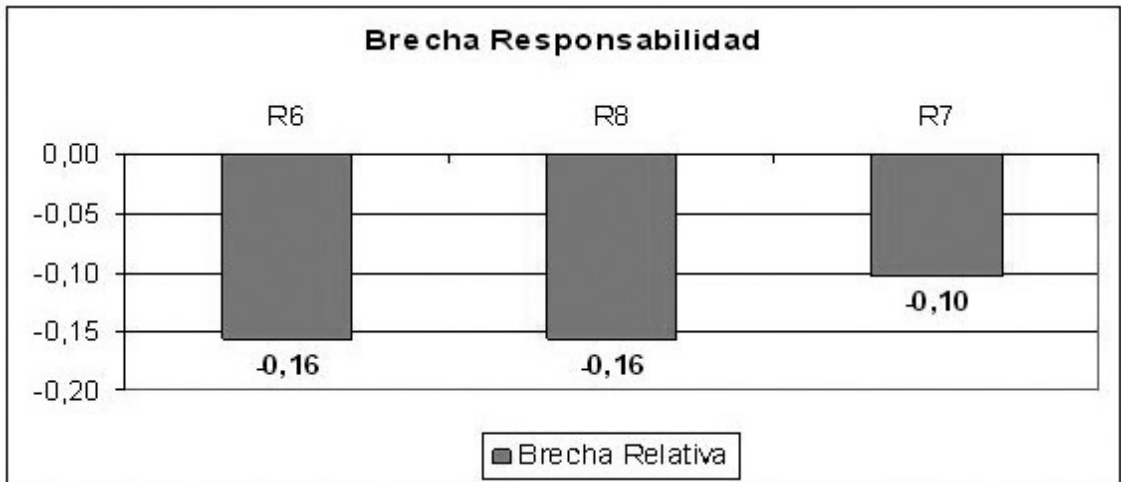 Brecha Responsabilidad
R6 R8 R7
0,00
-0,05
-0,10
-0,10
-0,15
-0,16 -0,16
-0,20
Brecha Relativa